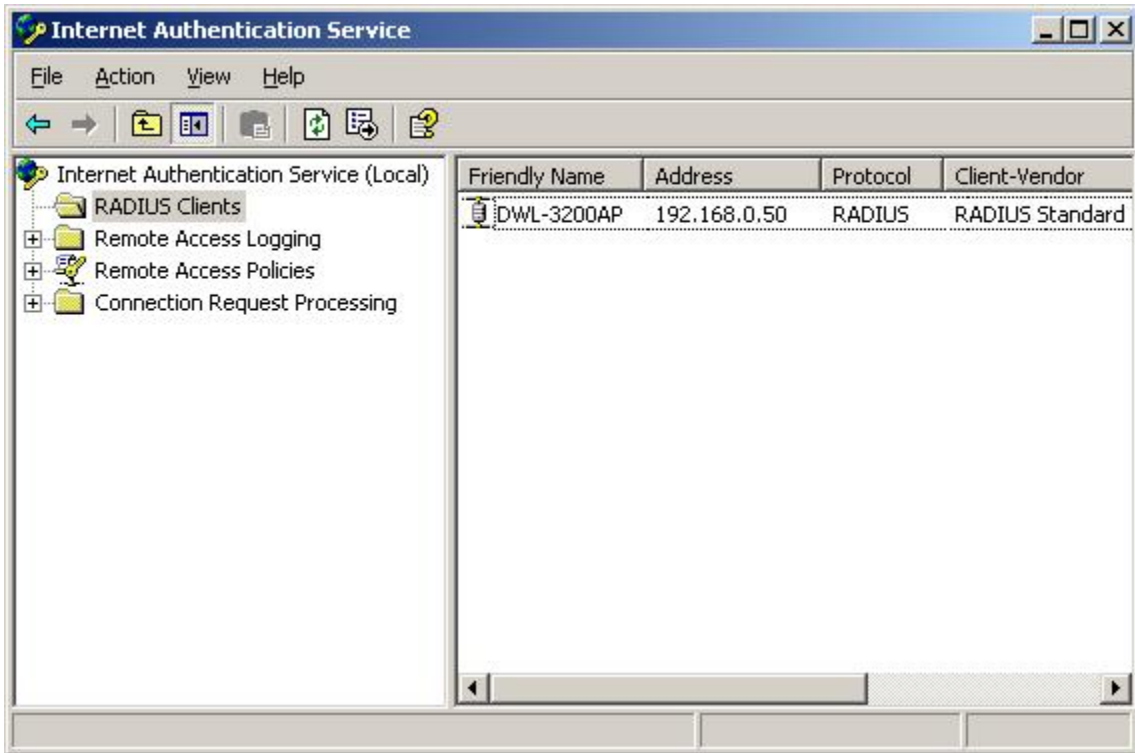 Internet Authentication Service
File Action View Help
Internet Authentication Service (Local)
RADIUS Clients
Remote Access Logging
Remote Access Policies
Connection Request Processing
Friendly Name Address Protocol Client-Vendor
DWL-3200AP 192.168.0.50 RADIUS RADIUS Standard